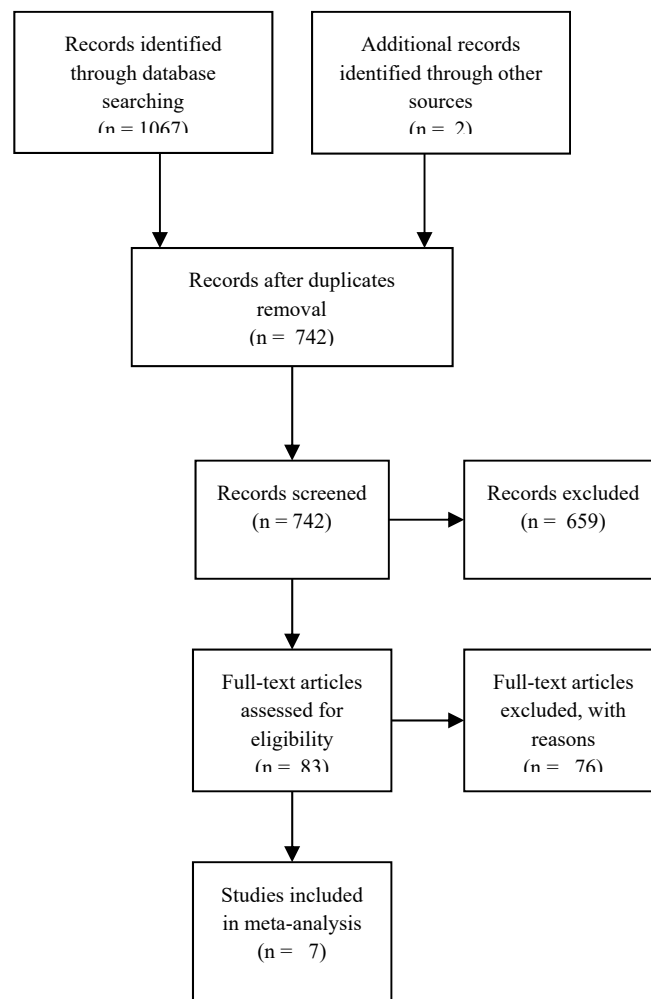 Records identified
through database
searching
(n = 1067)
Additional records
identified through other
sources
(n = 2)
Records after duplicates
removal
(n = 742)
Records screened
(n = 742)
Records excluded
(n = 659)
Full-text articles
assessed for
eligibility
(n = 83)
Full-text articles
excluded, with
reasons
(n = 76)
Studies included
in meta-analysis
(n = 7)